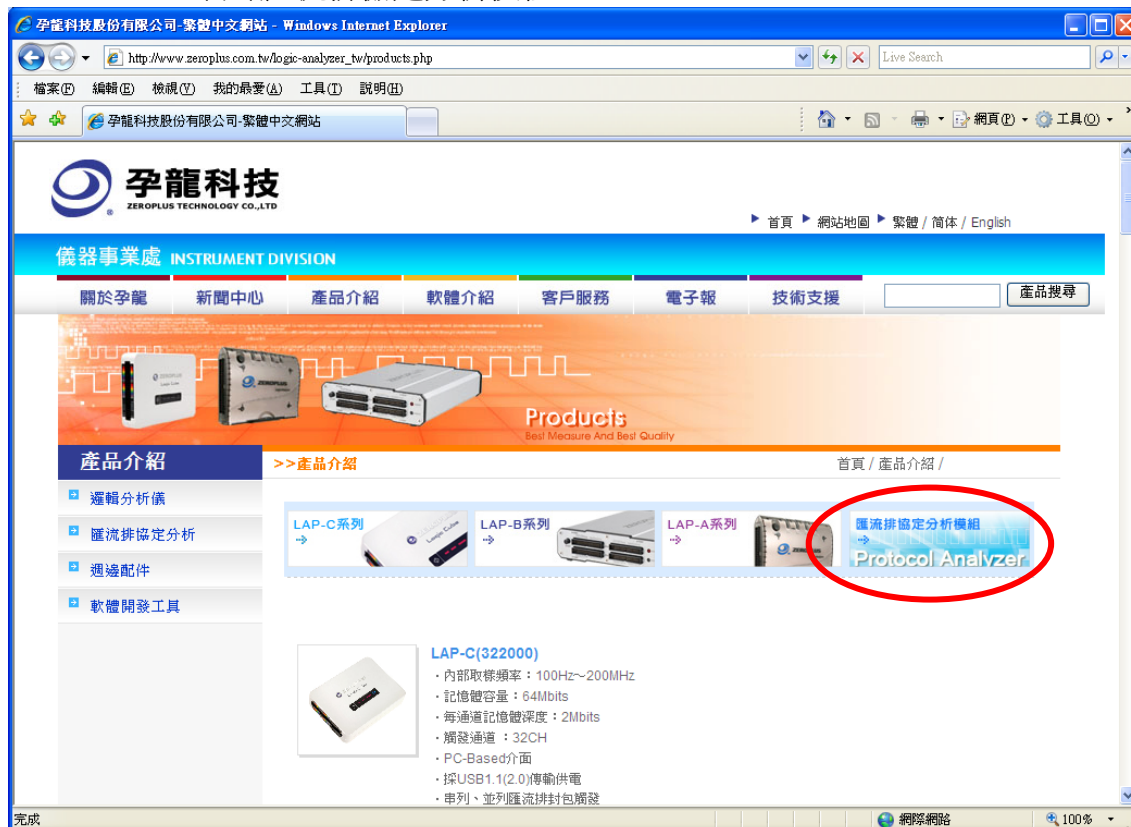 孕龍科技股份有限公司-繁體中文網站 - Windows Internet Explorer
http://www.zeroplus.com.tw/logic-analyzer_tw/products.php
Live Search
檔案(F) 編輯(E) 檢視(V) 我的最愛(A) 工具(T) 說明(H)
孕龍科技股份有限公司-繁體中文網站
網頁(P) 工具(O)
孕龍科技
ZEROPLUS TECHNOLOGY CO.,LTD
首頁 網站地圖 繁體 / 简体 / English
儀器事業處 INSTRUMENT DIVISION
關於孕龍 新聞中心 產品介紹 軟體介紹 客戶服務 電子報 技術支援 產品搜尋
Products
Best Measure And Best Quality
產品介紹
>>產品介紹
首頁 / 產品介紹 /
邏輯分析儀
匯流排協定分析
週邊配件
軟體開發工具
LAP-C系列
LAP-B系列
LAP-A系列
匯流排協定分析模組
Protocol Analyzer
LAP-C(322000)
・內部取樣頻率：100Hz～200MHz
・記憶體容量：64Mbits
・每通道記憶體深度：2Mbits
・觸發通道 ：32CH
・PC-Based介面
・採USB1.1(2.0)傳輸供電
・串列、並列匯流排封包觸發
完成
網際網路
100%